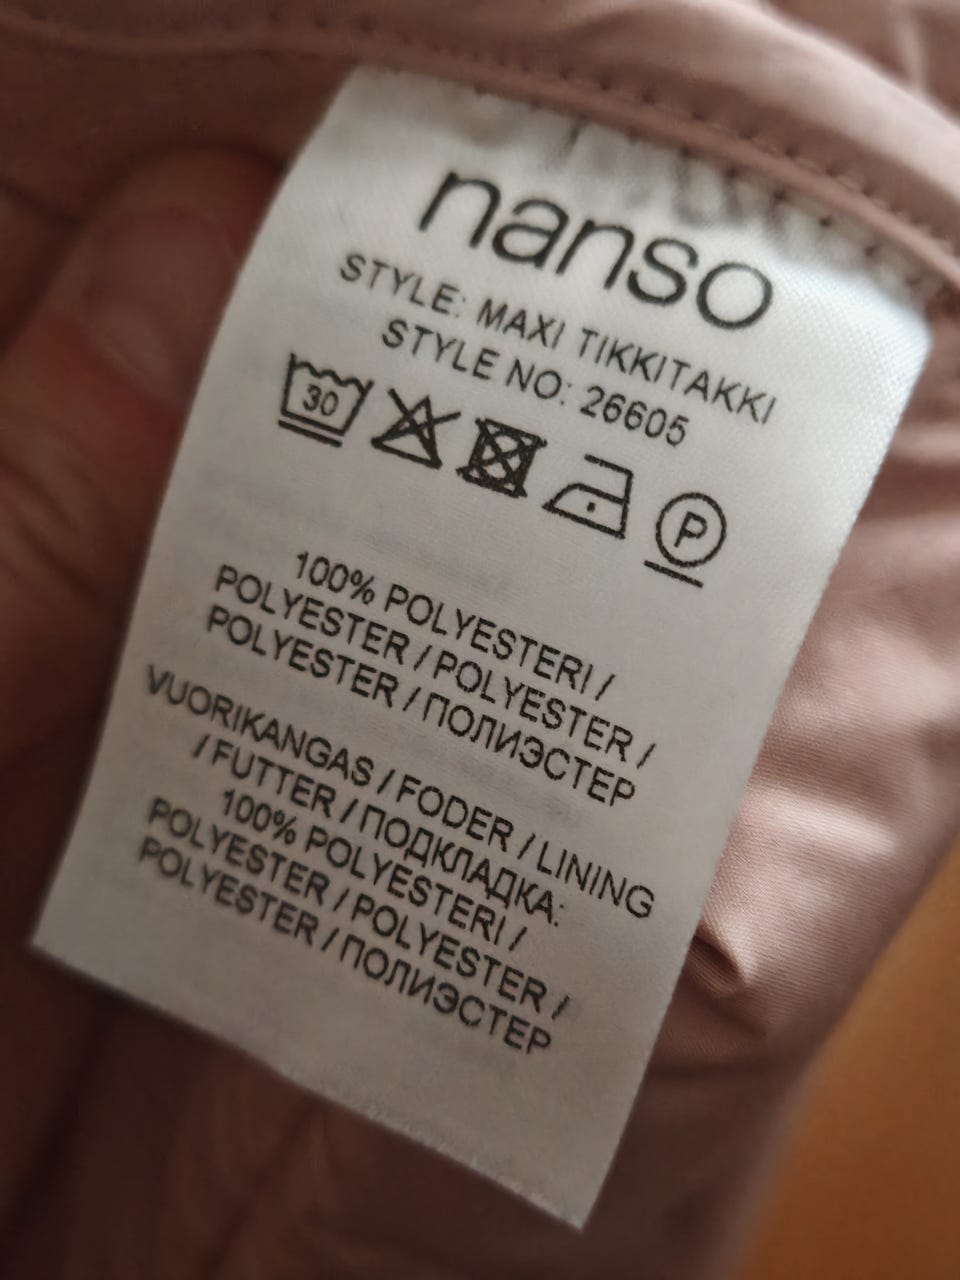 nanso
STYLE: MAXI TIKKITAKKI
STYLE NO: 26605
30
P
100% POLYESTERI /
POLYESTER / POLYESTER /
POLYESTER / ПОЛИЭСТЕР
VUORIKANGAS / FODER / LINING
/ FUTTER / ПОДКЛАДКА:
100% POLYESTERI /
POLYESTER / POLYESTER /
POLYESTER / ПОЛИЭСТЕР